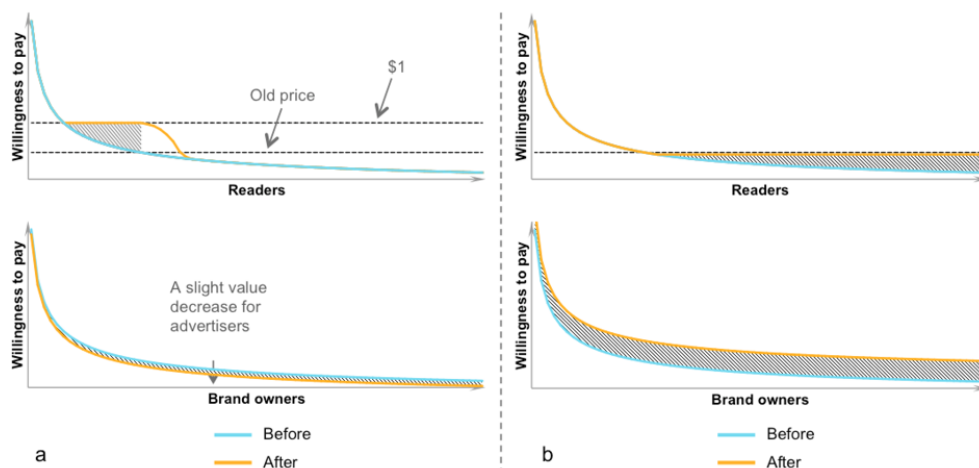 Willingness to pay
$1
Old price
Readers
Willingness to pay
A slight value
decrease for
advertisers
Brand owners
Before
a
After
Willingness to pay
Readers
Willingness to pay
Brand owners
Before
b
After